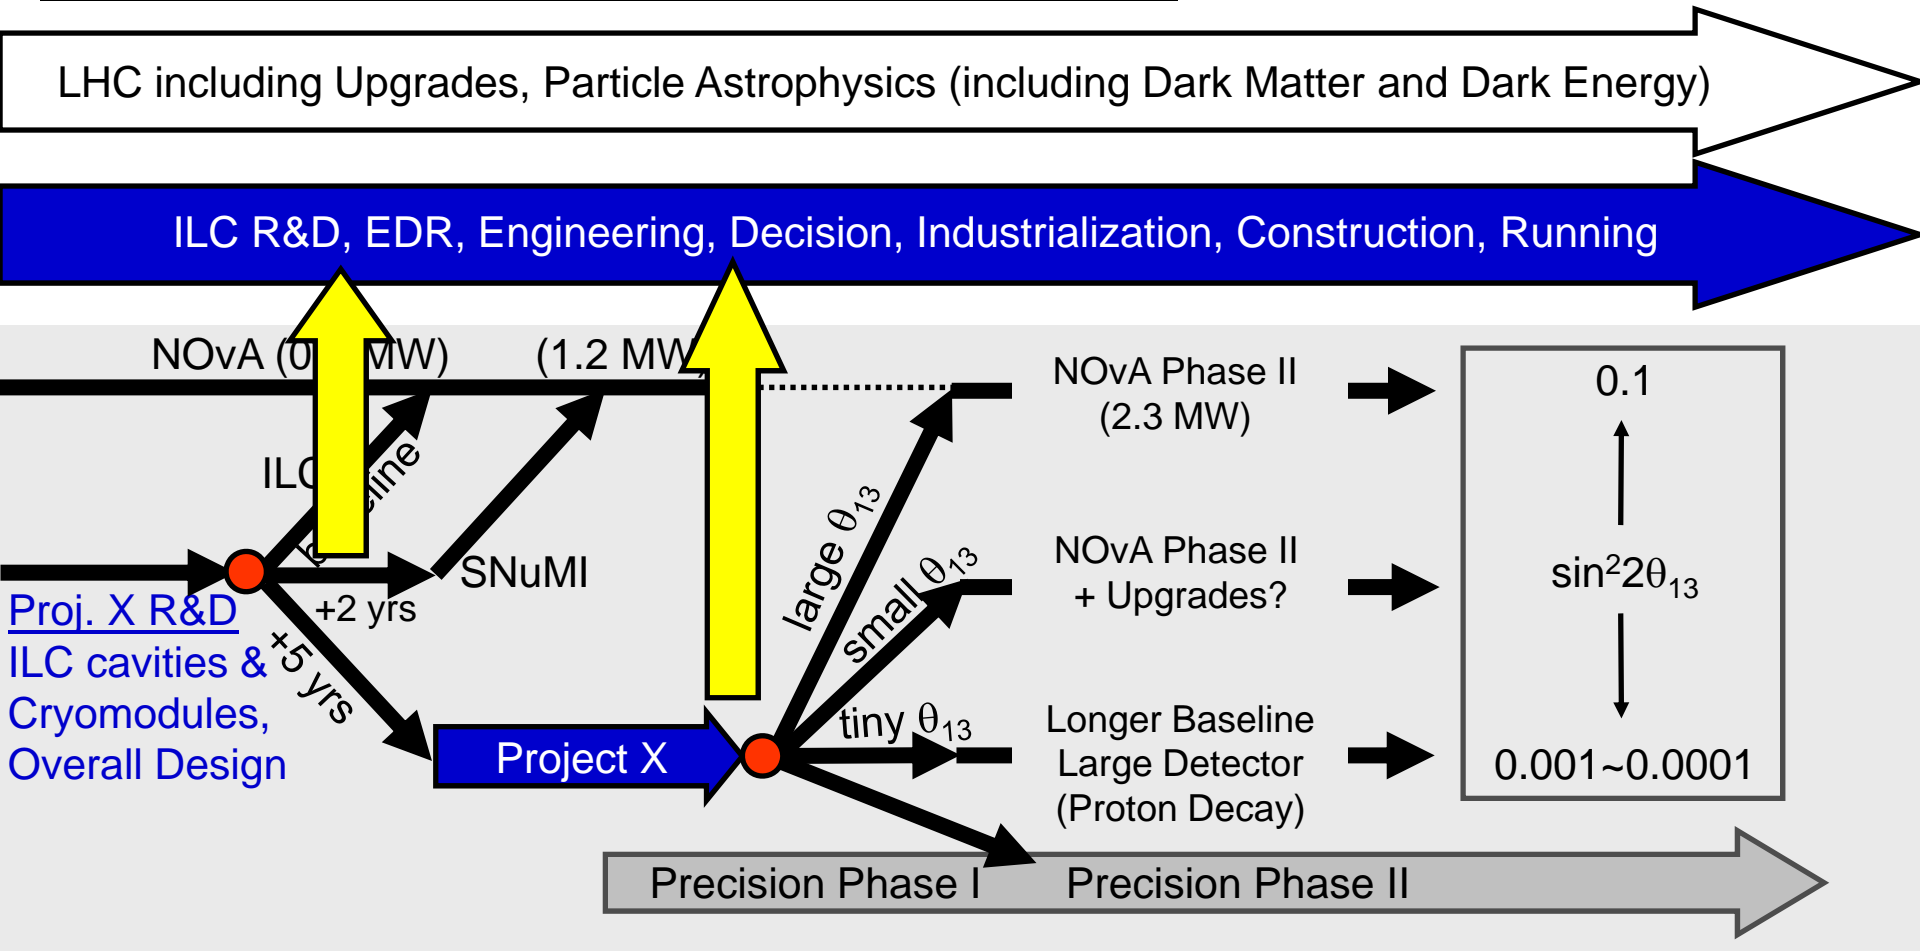 LHC including Upgrades, Particle Astrophysics (including Dark Matter and Dark Energy)
ILC R&D, EDR, Engineering, Decision, Industrialization, Construction, Running
NOvA (0 MW)
(1.2 MW
NOvA Phase II
(2.3 MW)
0.1
ILC
large θ₁₃
small θ₁₃
NOvA Phase II
+ Upgrades?
sin²2θ₁₃
SNuMI
+2 yrs
+5 yrs
Proj. X R&D
ILC cavities &
Cryomodules,
Overall Design
Project X
tiny θ₁₃
Longer Baseline
Large Detector
(Proton Decay)
0.001~0.0001
Precision Phase I
Precision Phase II